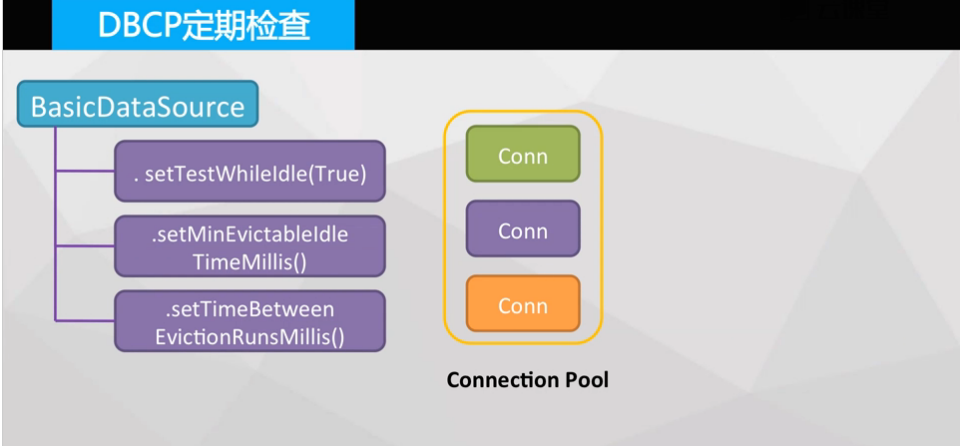 DBCP定期检查
BasicDataSource
. setTestWhileIdle(True)
.setMinEvictableIdle
TimeMillis()
.setTimeBetween
EvictionRunsMillis()
Conn
Conn
Conn
Connection Pool